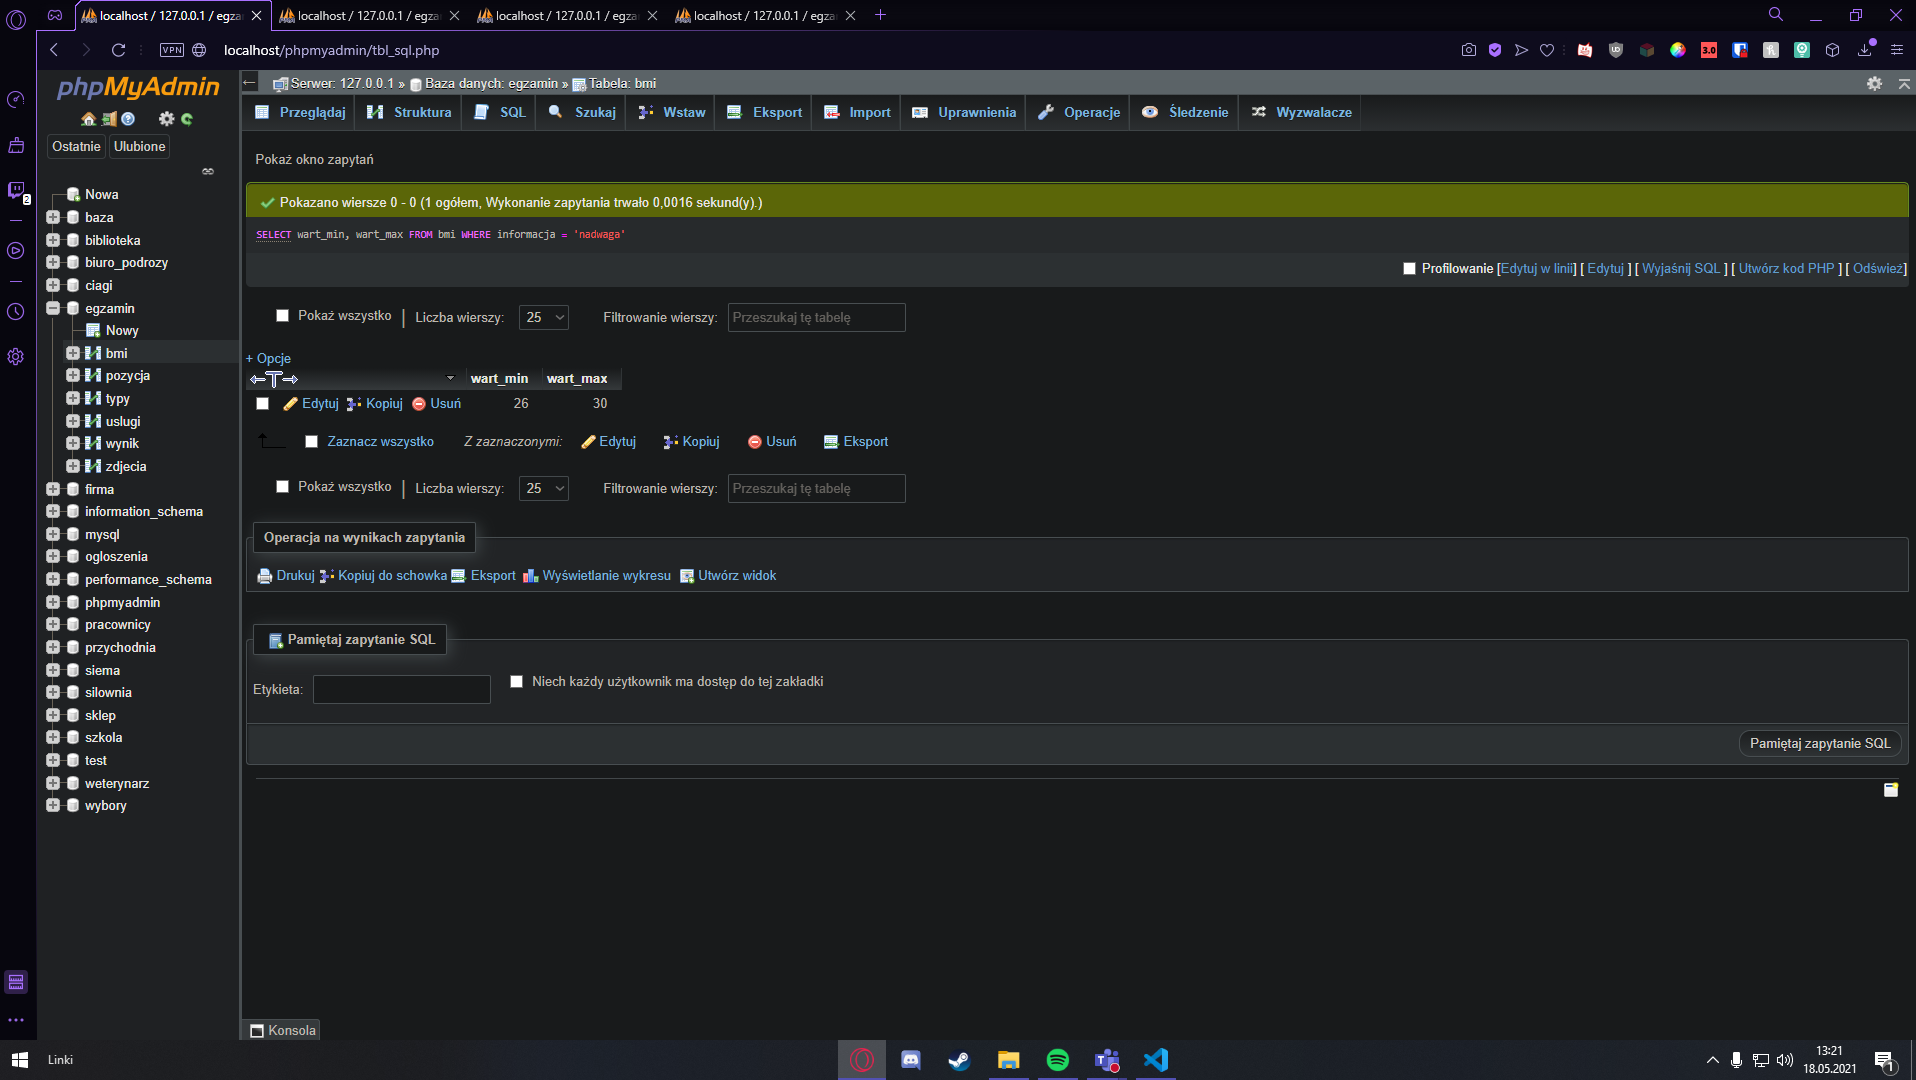 localhost / 127.0.0.1 / egza
localhost / 127.0.0.1 / egza
localhost / 127.0.0.1 / egza
localhost / 127.0.0.1 / egza
VPN
localhost/phpmyadmin/tbl_sql.php
3.0
phpMyAdmin
Serwer: 127.0.0.1 » Baza danych: egzamin » Tabela: bmi
Przeglądaj
Struktura
SQL
Szukaj
Wstaw
Eksport
Import
Uprawnienia
Operacje
Śledzenie
Wyzwalacze
Ostatnie
Ulubione
2
Nowa
baza
biblioteka
biuro_podrozy
ciagi
egzamin
Nowy
bmi
pozycja
typy
uslugi
wynik
zdjecia
firma
information_schema
mysql
ogloszenia
performance_schema
phpmyadmin
pracownicy
przychodnia
siema
silownia
sklep
szkola
test
weterynarz
wybory
Pokaż okno zapytań
Pokazano wiersze 0 - 0 (1 ogółem, Wykonanie zapytania trwało 0,0016 sekund(y).)
SELECT wart_min, wart_max FROM bmi WHERE informacja = 'nadwaga'
Profilowanie [Edytuj w linii] [ Edytuj ] [ Wyjaśnij SQL ] [ Utwórz kod PHP ] [ Odśwież]
Pokaż wszystko | Liczba wierszy: 25 Filtrowanie wierszy: Przeszukaj tę tabelę
+ Opcje
wart_min wart_max
Edytuj Kopiuj Usuń 26 30
Zaznacz wszystko Z zaznaczonymi: Edytuj Kopiuj Usuń Eksport
Pokaż wszystko | Liczba wierszy: 25 Filtrowanie wierszy: Przeszukaj tę tabelę
Operacja na wynikach zapytania
Drukuj Kopiuj do schowka Eksport Wyświetlanie wykresu Utwórz widok
Pamiętaj zapytanie SQL
Etykieta: Niech każdy użytkownik ma dostęp do tej zakładki
Pamiętaj zapytanie SQL
Konsola
Linki
13:21
18.05.2021
1